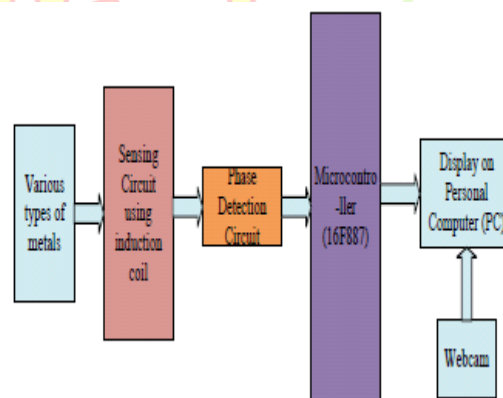 Various
types of
metals
Sensing
Circuit
using
induction
coil
Phase
Detection
Circuit
Microcontro
-ller
(16F887)
Display on
Personal
Computer (PC)
Webcam